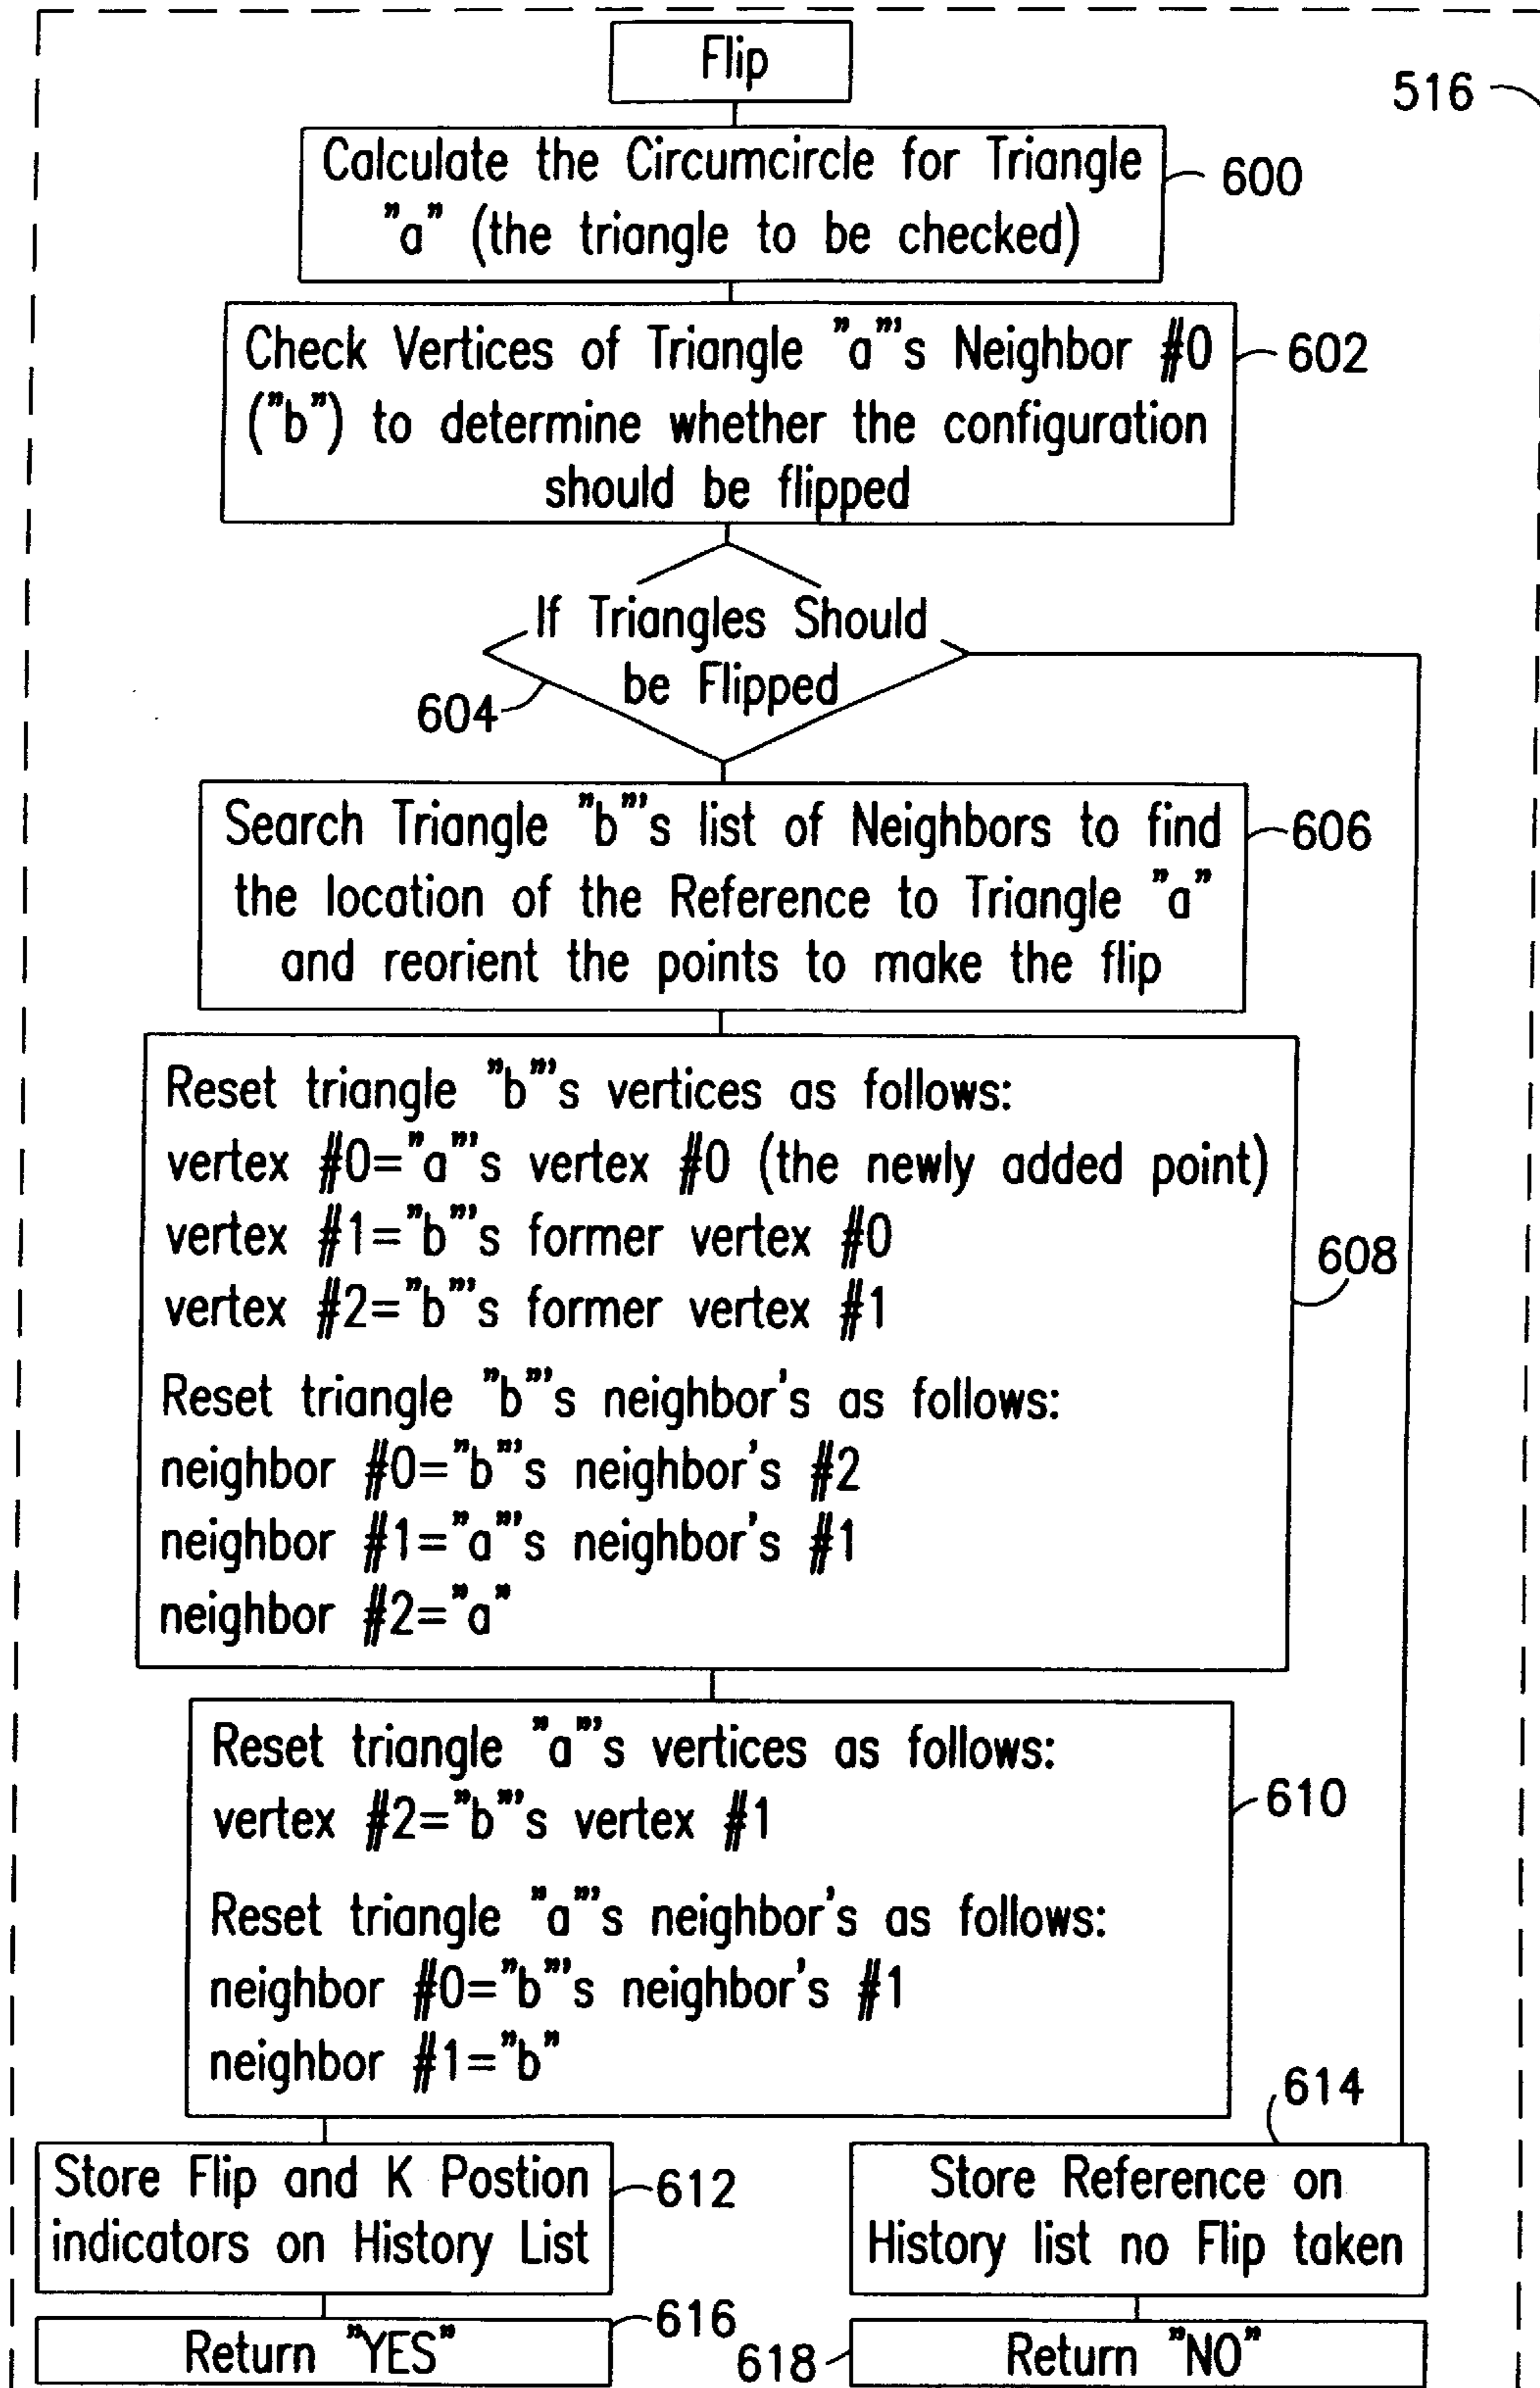 Flip
516
Calculate the Circumcircle for Triangle
"a" (the triangle to be checked)
600
Check Vertices of Triangle "a"'s Neighbor #0
("b") to determine whether the configuration
should be flipped
602
If Triangles Should
be Flipped
604
Search Triangle "b"'s list of Neighbors to find
the location of the Reference to Triangle "a"
and reorient the points to make the flip
606
Reset triangle "b"'s vertices as follows:
vertex #0="a"'s vertex #0 (the newly added point)
vertex #1="b"'s former vertex #0
vertex #2="b"'s former vertex #1
Reset triangle "b"'s neighbor's as follows:
neighbor #0="b"'s neighbor's #2
neighbor #1="a"'s neighbor's #1
neighbor #2="a"
608
Reset triangle "a"'s vertices as follows:
vertex #2="b"'s vertex #1
Reset triangle "a"'s neighbor's as follows:
neighbor #0="b"'s neighbor's #1
neighbor #1="b"
610
Store Flip and K Postion
indicators on History List
612
614
Store Reference on
History list no Flip taken
Return "YES"
616
618
Return "NO"